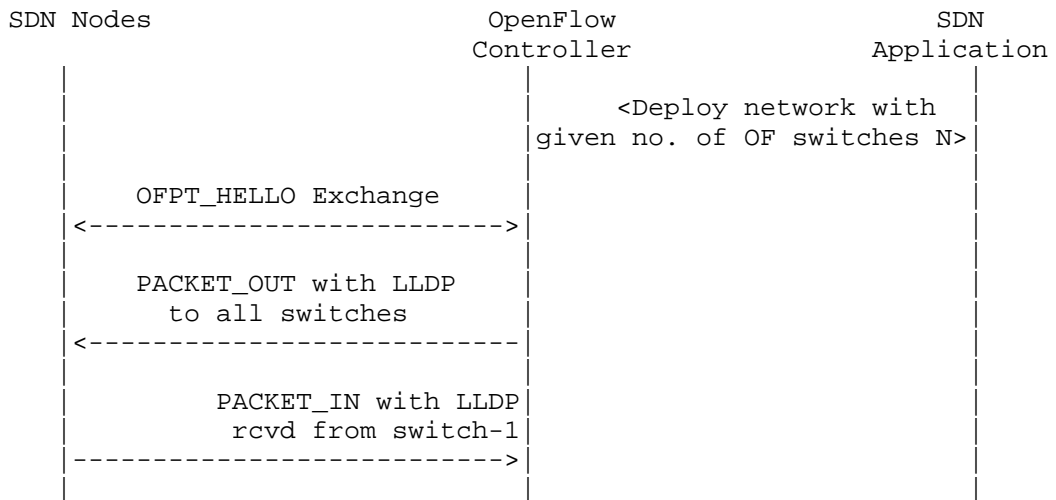 SDN Nodes OpenFlow SDN
Controller Application
<Deploy network with
given no. of OF switches N>
OFPT_HELLO Exchange
<-------------------------->
PACKET_OUT with LLDP
to all switches
<---------------------------
PACKET_IN with LLDP
rcvd from switch-1
--------------------------->